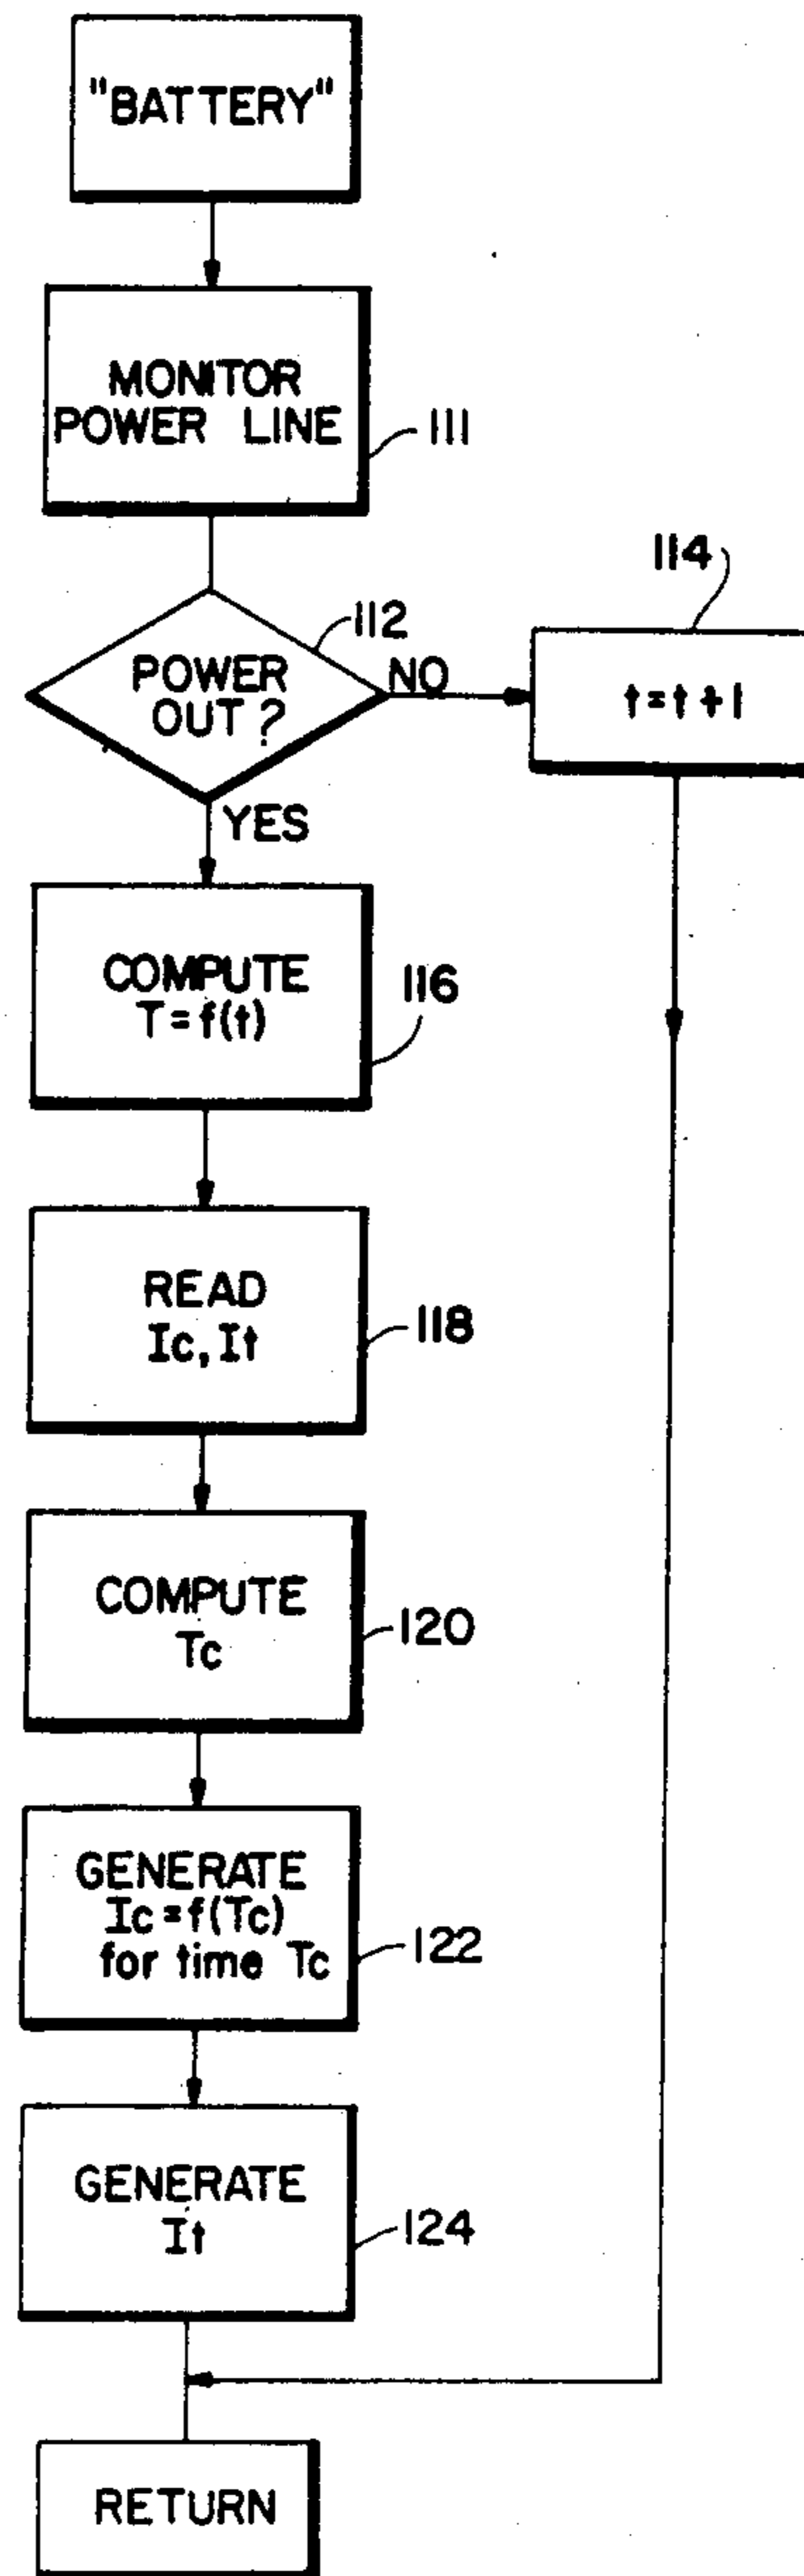 "BATTERY"
MONITOR
POWER LINE
111
112
POWER
OUT?
NO
114
t=t+1
YES
COMPUTE
T=f(t)
116
READ
Ic, It
118
COMPUTE
Tc
120
GENERATE
Ic=f(Tc)
for time Tc
122
GENERATE
It
124
RETURN